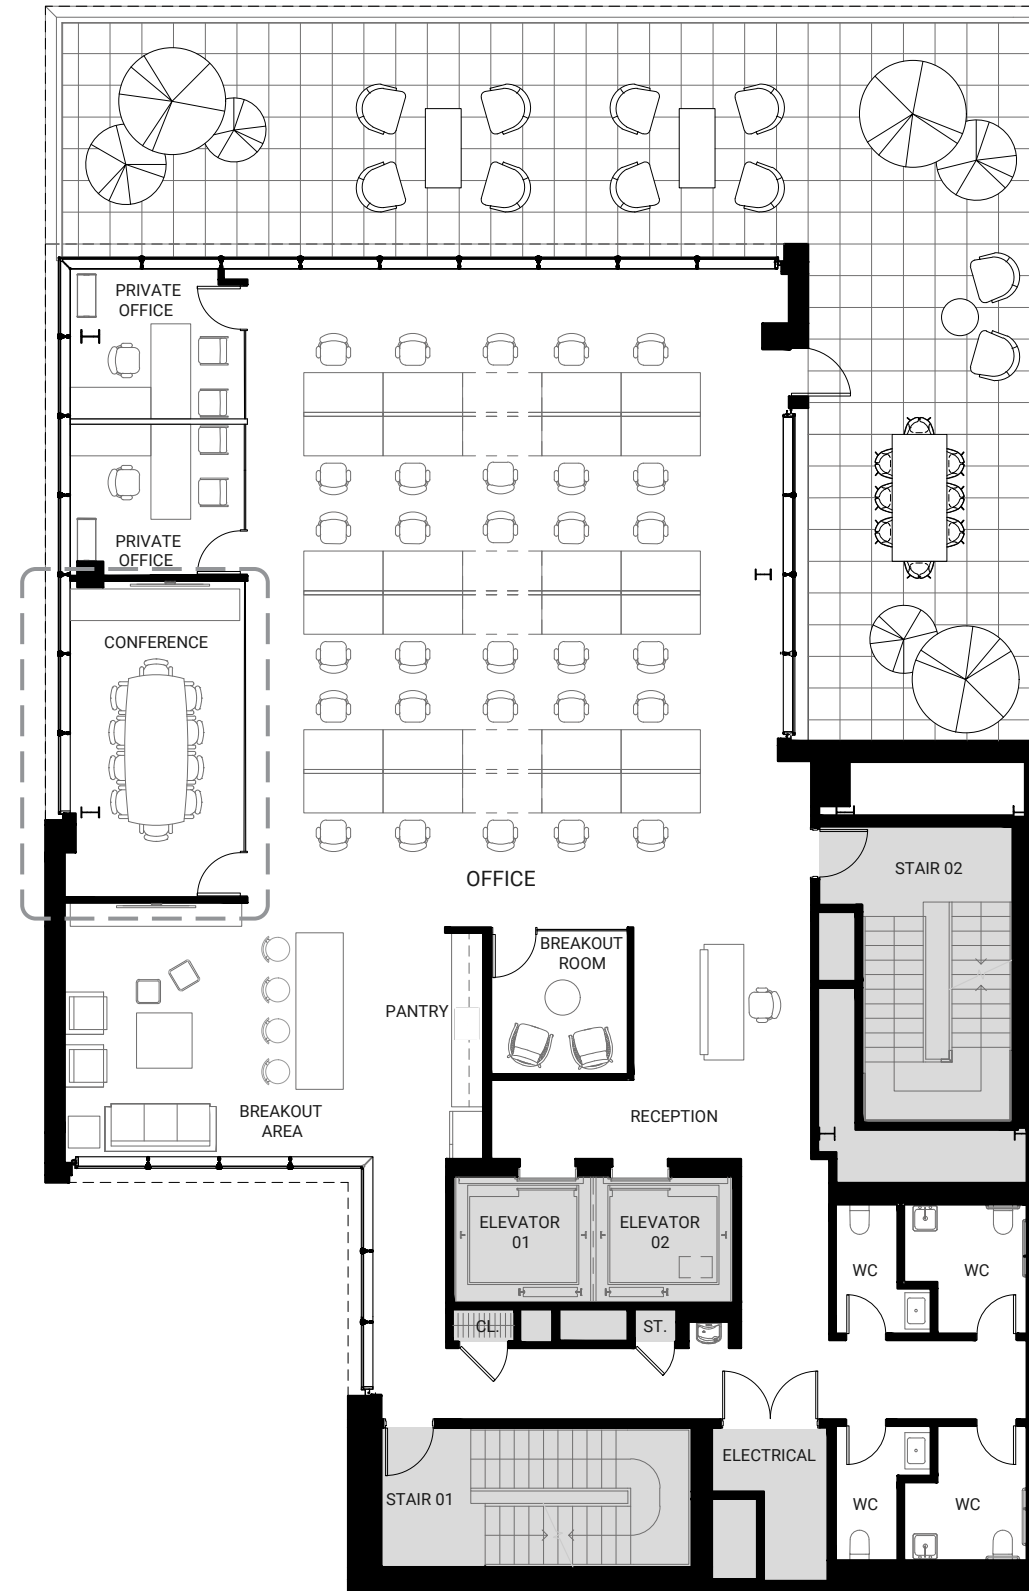 PRIVATE
OFFICE
PRIVATE
OFFICE
CONFERENCE
OFFICE
STAIR 02
BREAKOUT
ROOM
PANTRY
BREAKOUT
AREA
RECEPTION
ELEVATOR
01
ELEVATOR
02
WC
WC
CL.
ST.
ELECTRICAL
STAIR 01
WC
WC